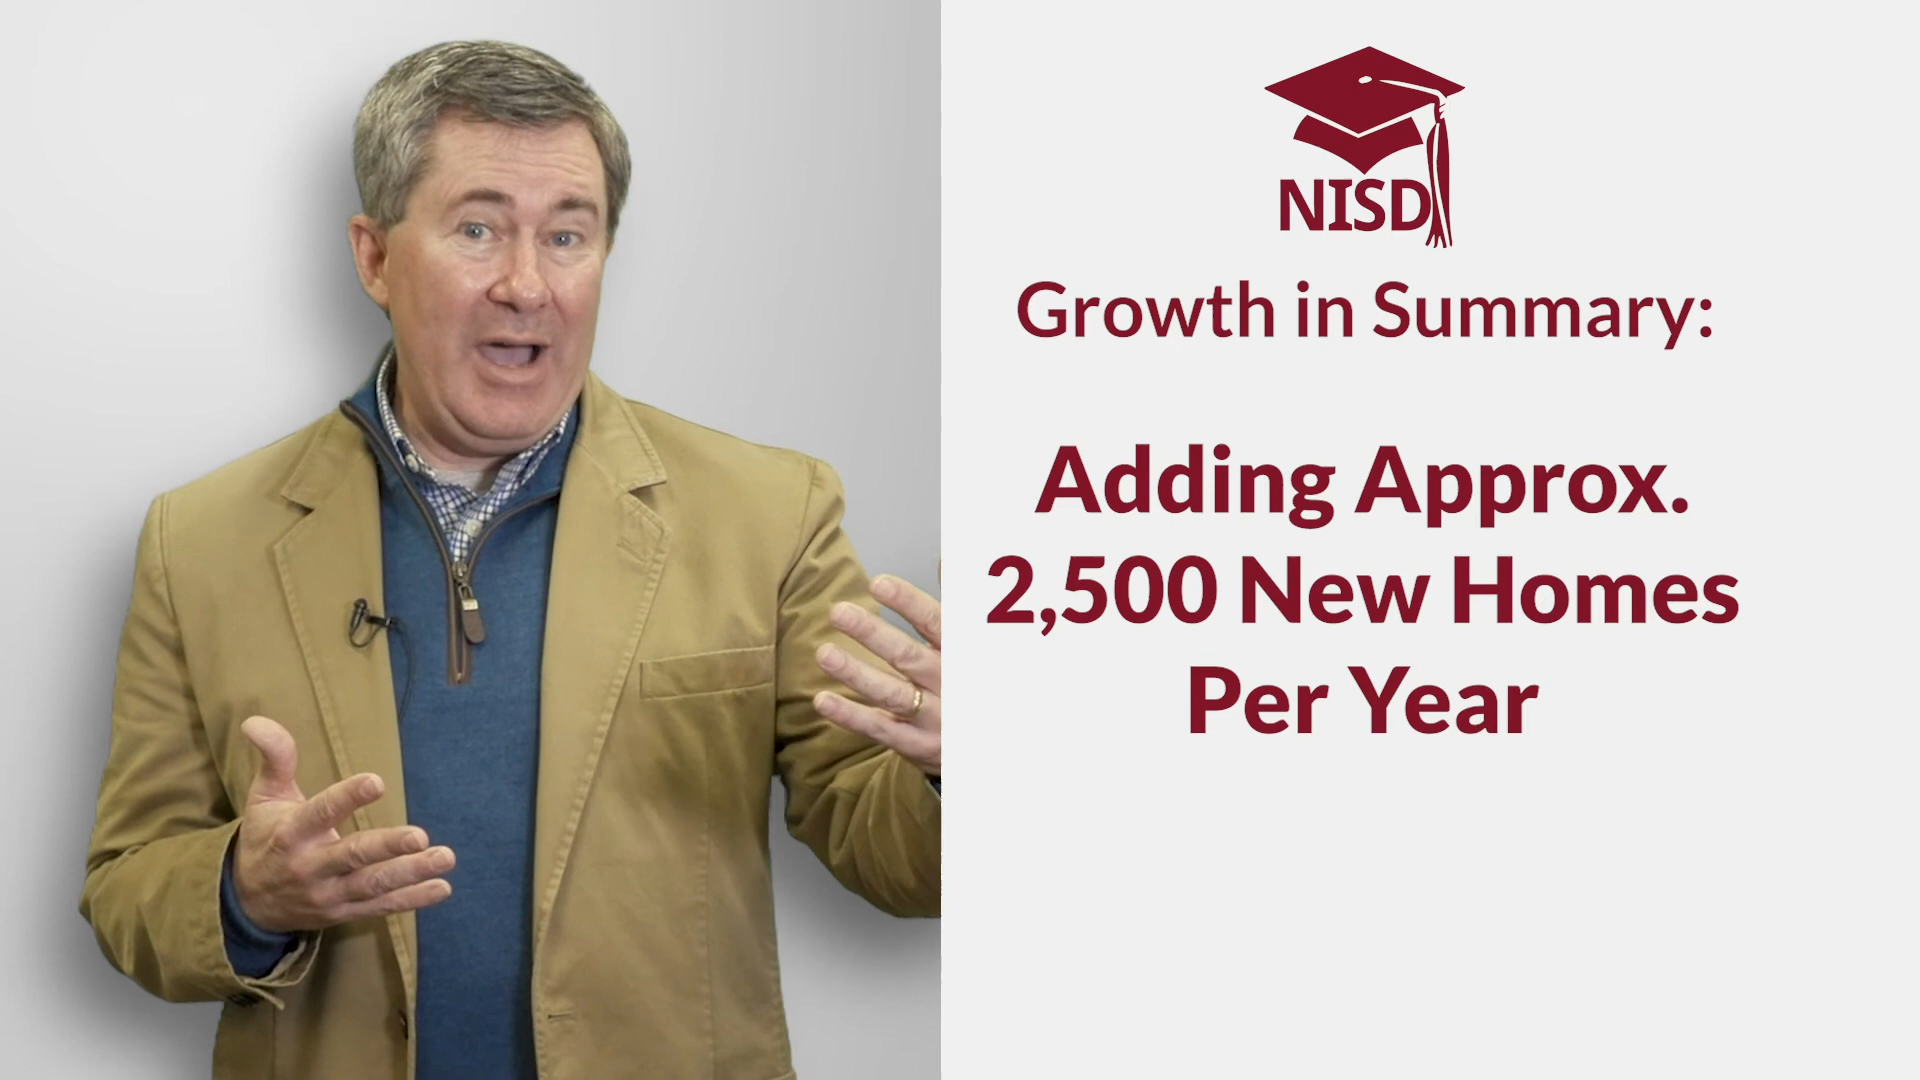 NISD
Growth in Summary:
Adding Approx.
2,500 New Homes
Per Year